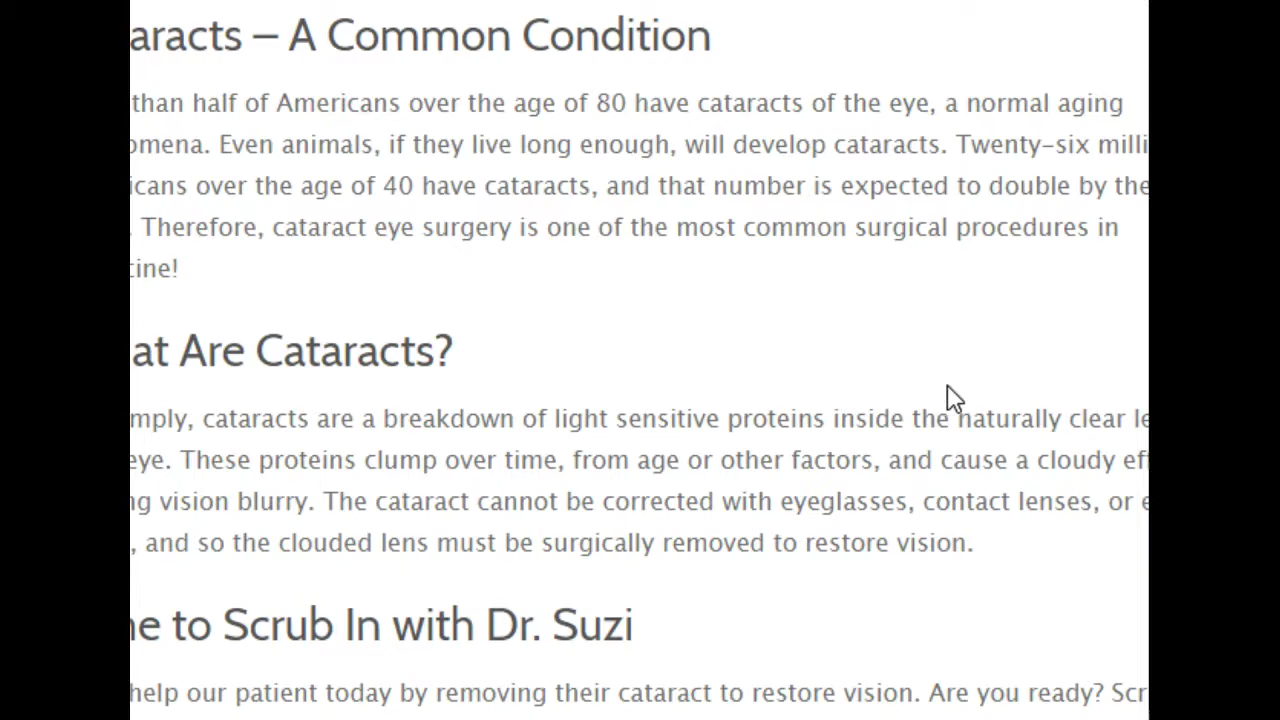 aracts – A Common Condition
than half of Americans over the age of 80 have cataracts of the eye, a normal aging
omena. Even animals, if they live long enough, will develop cataracts. Twenty-six milli
icans over the age of 40 have cataracts, and that number is expected to double by the
. Therefore, cataract eye surgery is one of the most common surgical procedures in
cine!
at Are Cataracts?
mply, cataracts are a breakdown of light sensitive proteins inside the naturally clear le
eye. These proteins clump over time, from age or other factors, and cause a cloudy eff
ng vision blurry. The cataract cannot be corrected with eyeglasses, contact lenses, or e
, and so the clouded lens must be surgically removed to restore vision.
me to Scrub In with Dr. Suzi
help our patient today by removing their cataract to restore vision. Are you ready? Scr